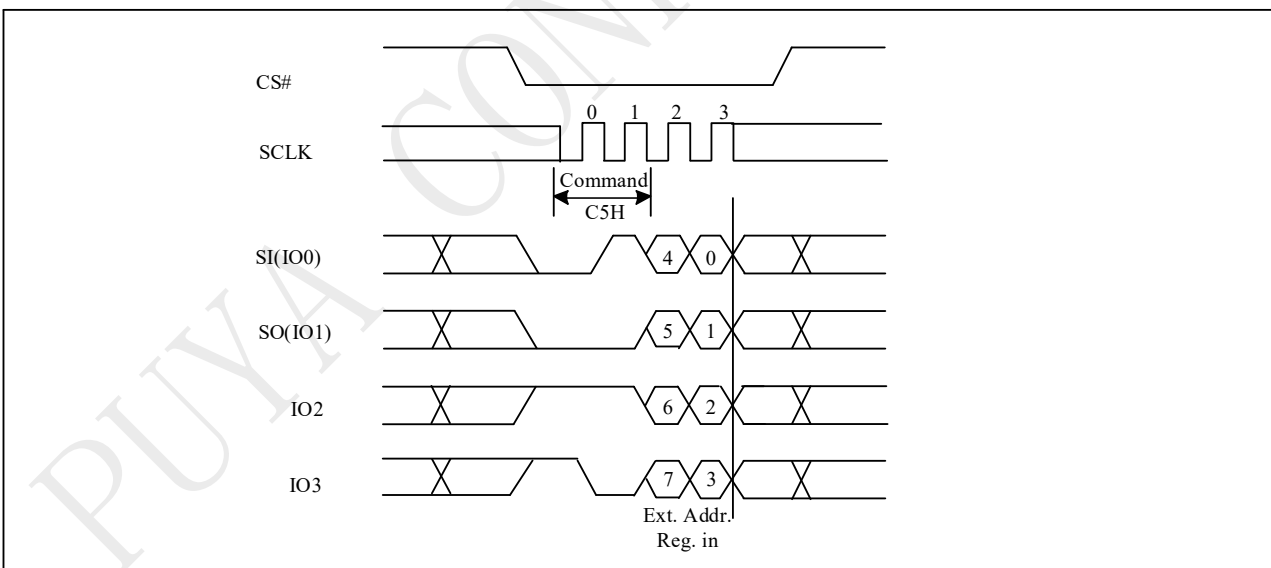 PUYA CONF
CS#
0 1 2 3
SCLK
Command
C5H
SI(IO0)
4 0
SO(IO1)
5 1
IO2
6 2
IO3
7 3
Ext. Addr.
Reg. in